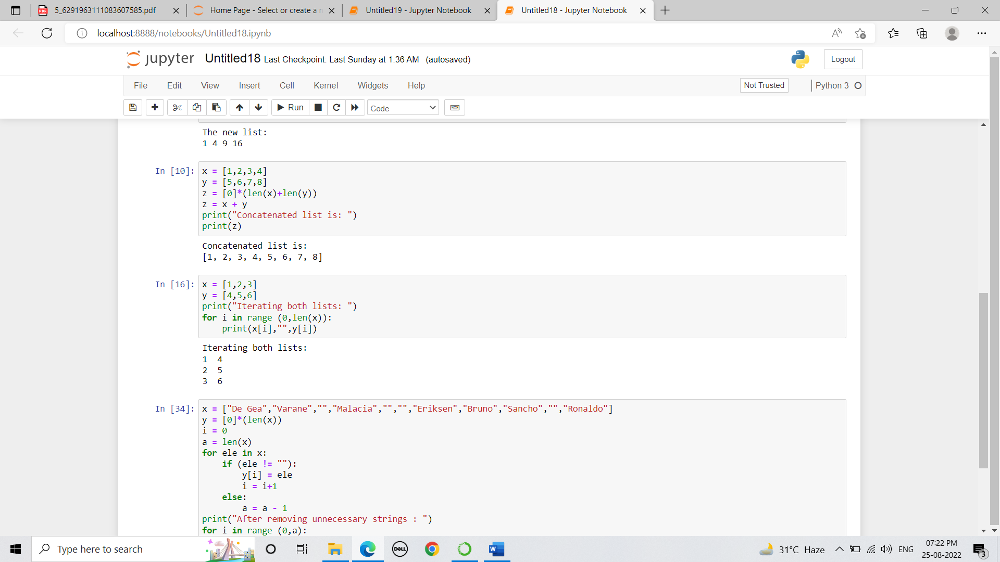 5_6291963111083607585.pdf
Home Page - Select or create a n
Untitled19 - Jupyter Notebook
Untitled18 - Jupyter Notebook
localhost:8888/notebooks/Untitled18.ipynb
jupyter Untitled18 Last Checkpoint: Last Sunday at 1:36 AM (autosaved)
Logout
File Edit View Insert Cell Kernel Widgets Help
Not Trusted
Python 3
Run
Code
The new list:
1 4 9 16
In [10]: x = [1,2,3,4]
y = [5,6,7,8]
z = [0]*(len(x)+len(y))
z = x + y
print("Concatenated list is: ")
print(z)
Concatenated list is:
[1, 2, 3, 4, 5, 6, 7, 8]
In [16]: x = [1,2,3]
y = [4,5,6]
print("Iterating both lists: ")
for i in range (0,len(x)):
    print(x[i],"",y[i])
Iterating both lists:
1  4
2  5
3  6
In [34]: x = ["De Gea","Varane","","Malacia","","","Eriksen","Bruno","Sancho","","Ronaldo"]
y = [0]*(len(x))
i = 0
a = len(x)
for ele in x:
    if (ele != ""):
        y[i] = ele
        i = i+1
    else:
        a = a - 1
print("After removing unnecessary strings : ")
for i in range (0,a):
Type here to search
DELL
W
31°C Haze
ENG
07:22 PM
25-08-2022
3